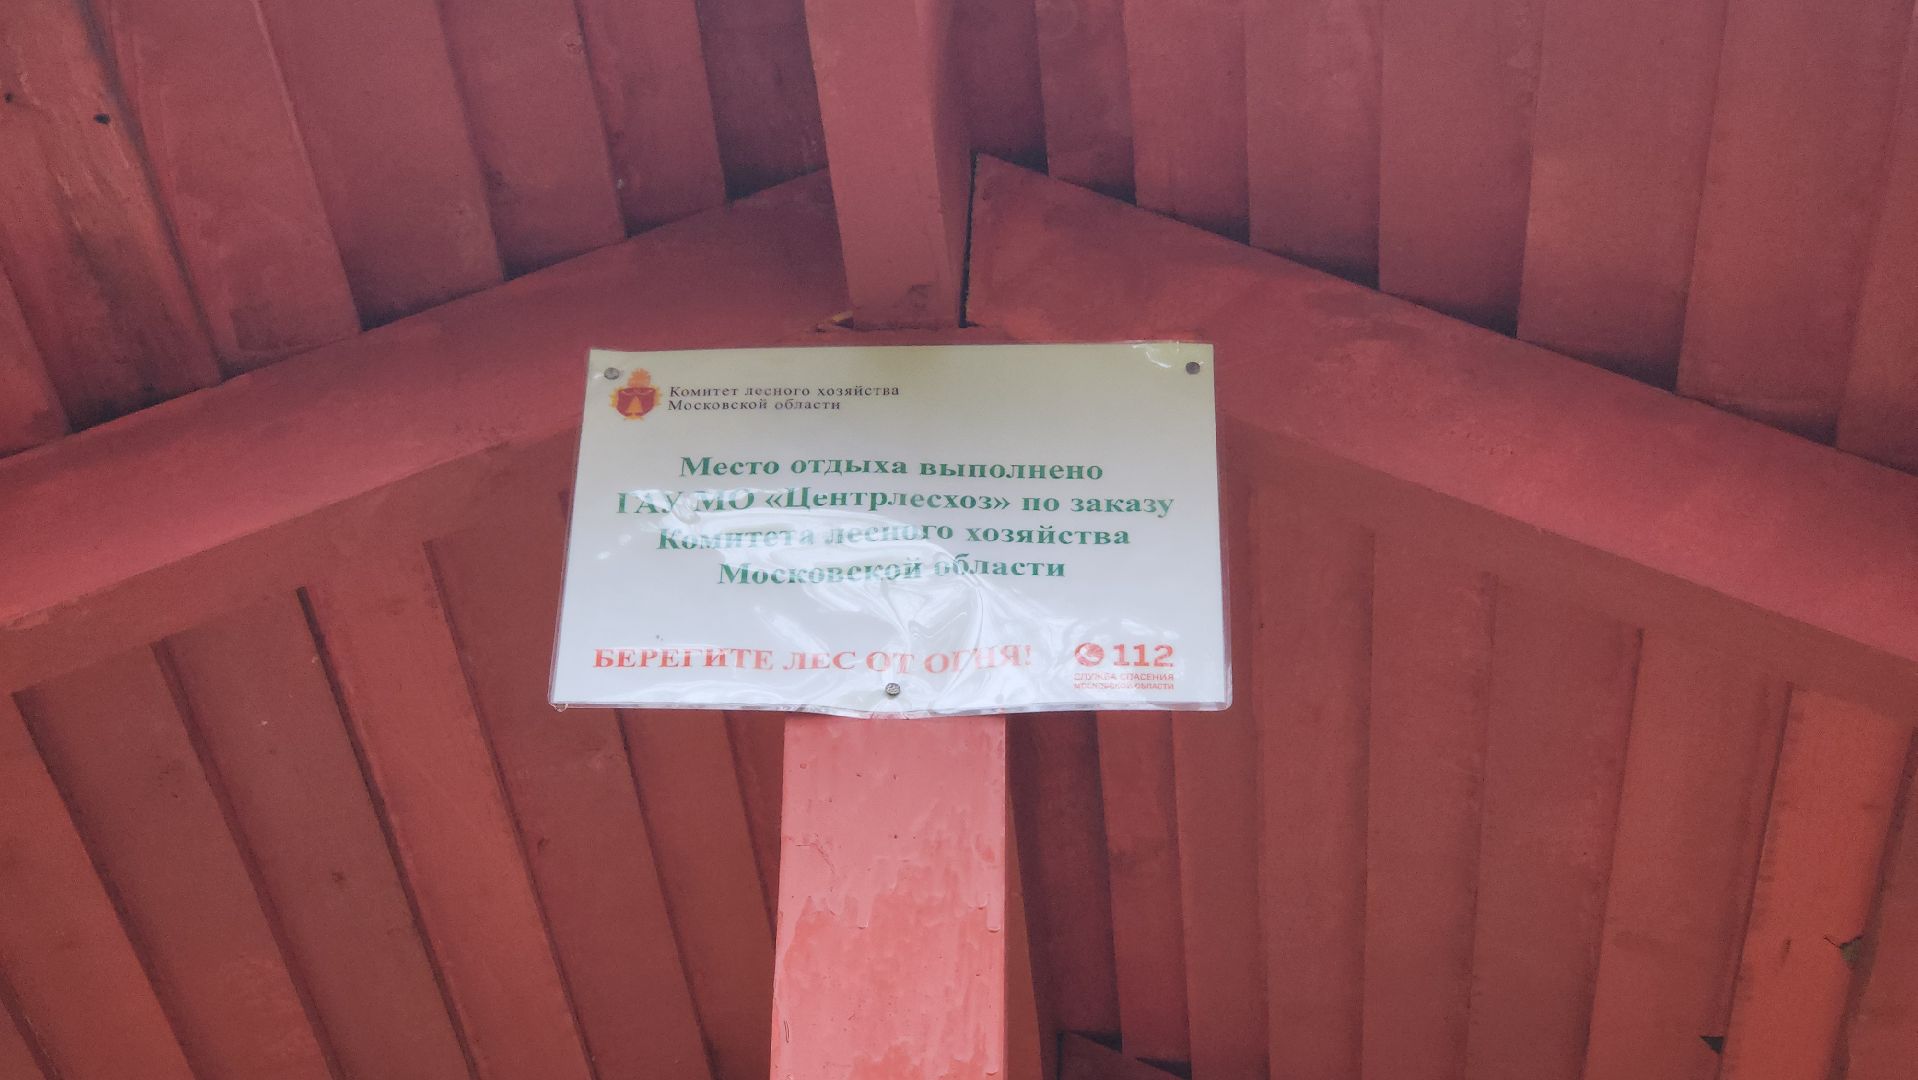 Комитет лесного хозяйства
Московской области
Место отдыха выполнено
ГАУ МО «Центрлесхоз» по заказу
Комитета лесного хозяйства
Московской области
БЕРЕГИТЕ ЛЕС ОТ ОГНЯ!
112
СЛУЖБА СПАСЕНИЯ
МОСКОВСКОЙ ОБЛАСТИ